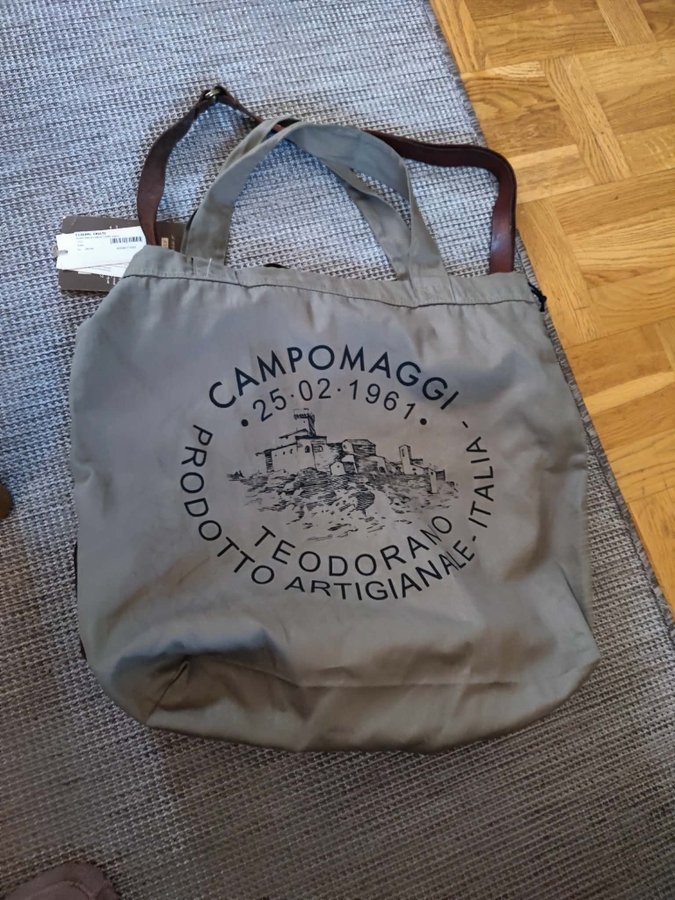 CAMPOMAGGI
• 25·02·1961 •
TEODORANO
PRODOTTO ARTIGIANALE - ITALIA -